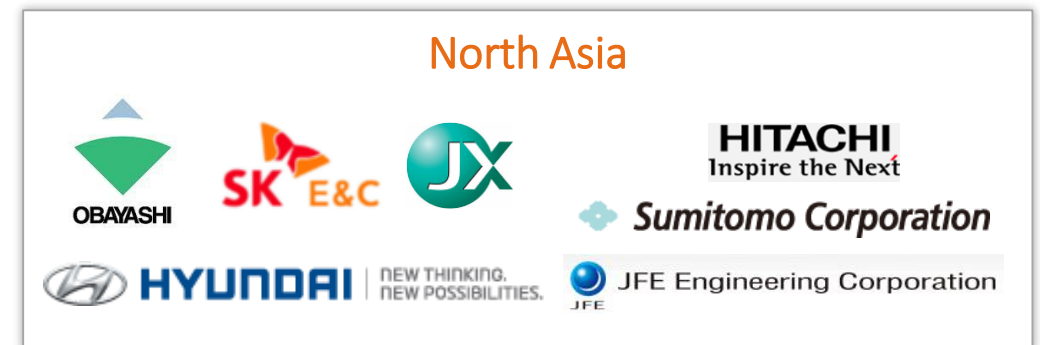 North Asia
OBAYASHI
SK E&C
JX
HITACHI
Inspire the Next
Sumitomo Corporation
HYUNDAI
NEW THINKING.
NEW POSSIBILITIES.
JFE
JFE Engineering Corporation